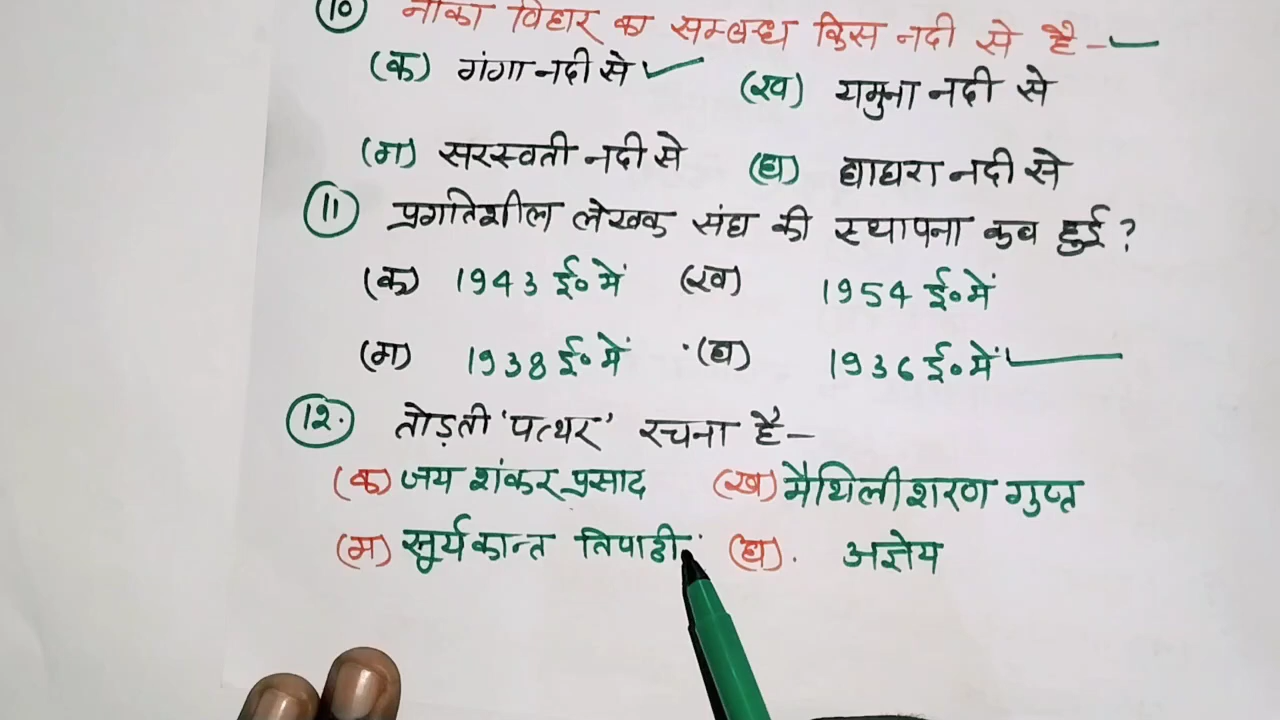 10 नौका विहार का सम्बन्ध किस नदी से है -
(क) गंगा नदी से (ख) यमुना नदी से
(ग) सरस्वती नदी से (घ) घाघरा नदी से
11 प्रगतिशील लेखक संघ की स्थापना कब हुई ?
(क) 1943 ई० में (ख) 1954 ई० में
(ग) 1938 ई० में (घ) 1936 ई० में
12. तोड़ती 'पत्थर' रचना है -
(क) जय शंकर प्रसाद (ख) मैथिलीशरण गुप्त
(ग) सूर्यकान्त तिपाठी (घ). अज्ञेय